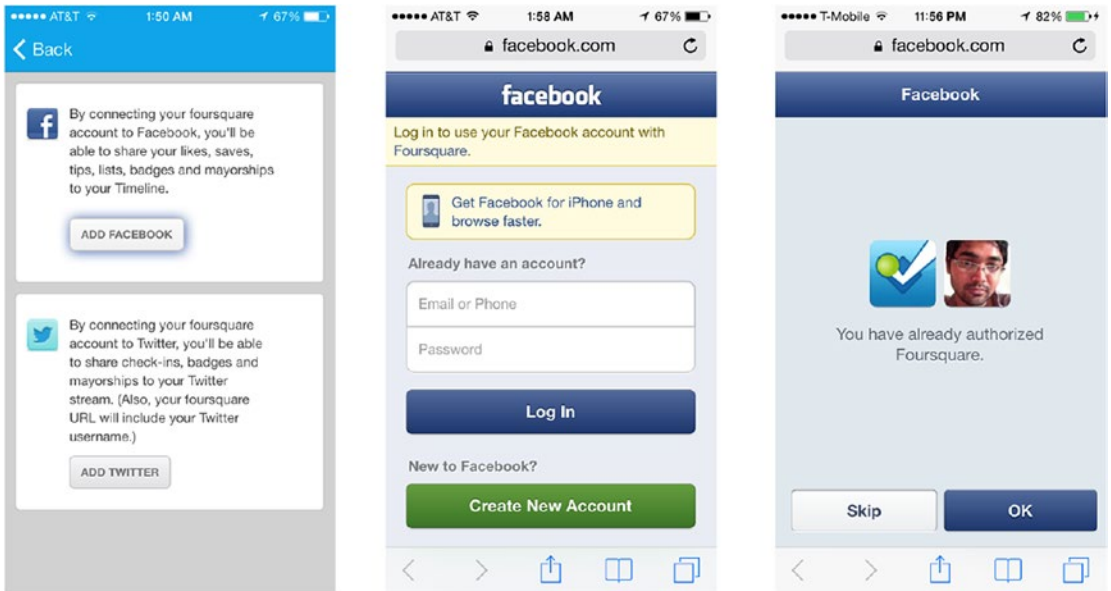 AT&T 1:50 AM 67%
Back
By connecting your foursquare
account to Facebook, you'll be
able to share your likes, saves,
tips, lists, badges and mayorships
to your Timeline.
ADD FACEBOOK
By connecting your foursquare
account to Twitter, you'll be able
to share check-ins, badges and
mayorships to your Twitter
stream. (Also, your foursquare
URL will include your Twitter
username.)
ADD TWITTER
AT&T 1:58 AM 67%
facebook.com
facebook
Log in to use your Facebook account with
Foursquare.
Get Facebook for iPhone and
browse faster.
Already have an account?
Email or Phone
Password
Log In
New to Facebook?
Create New Account
T-Mobile 11:56 PM 82%
facebook.com
Facebook
You have already authorized
Foursquare.
Skip OK